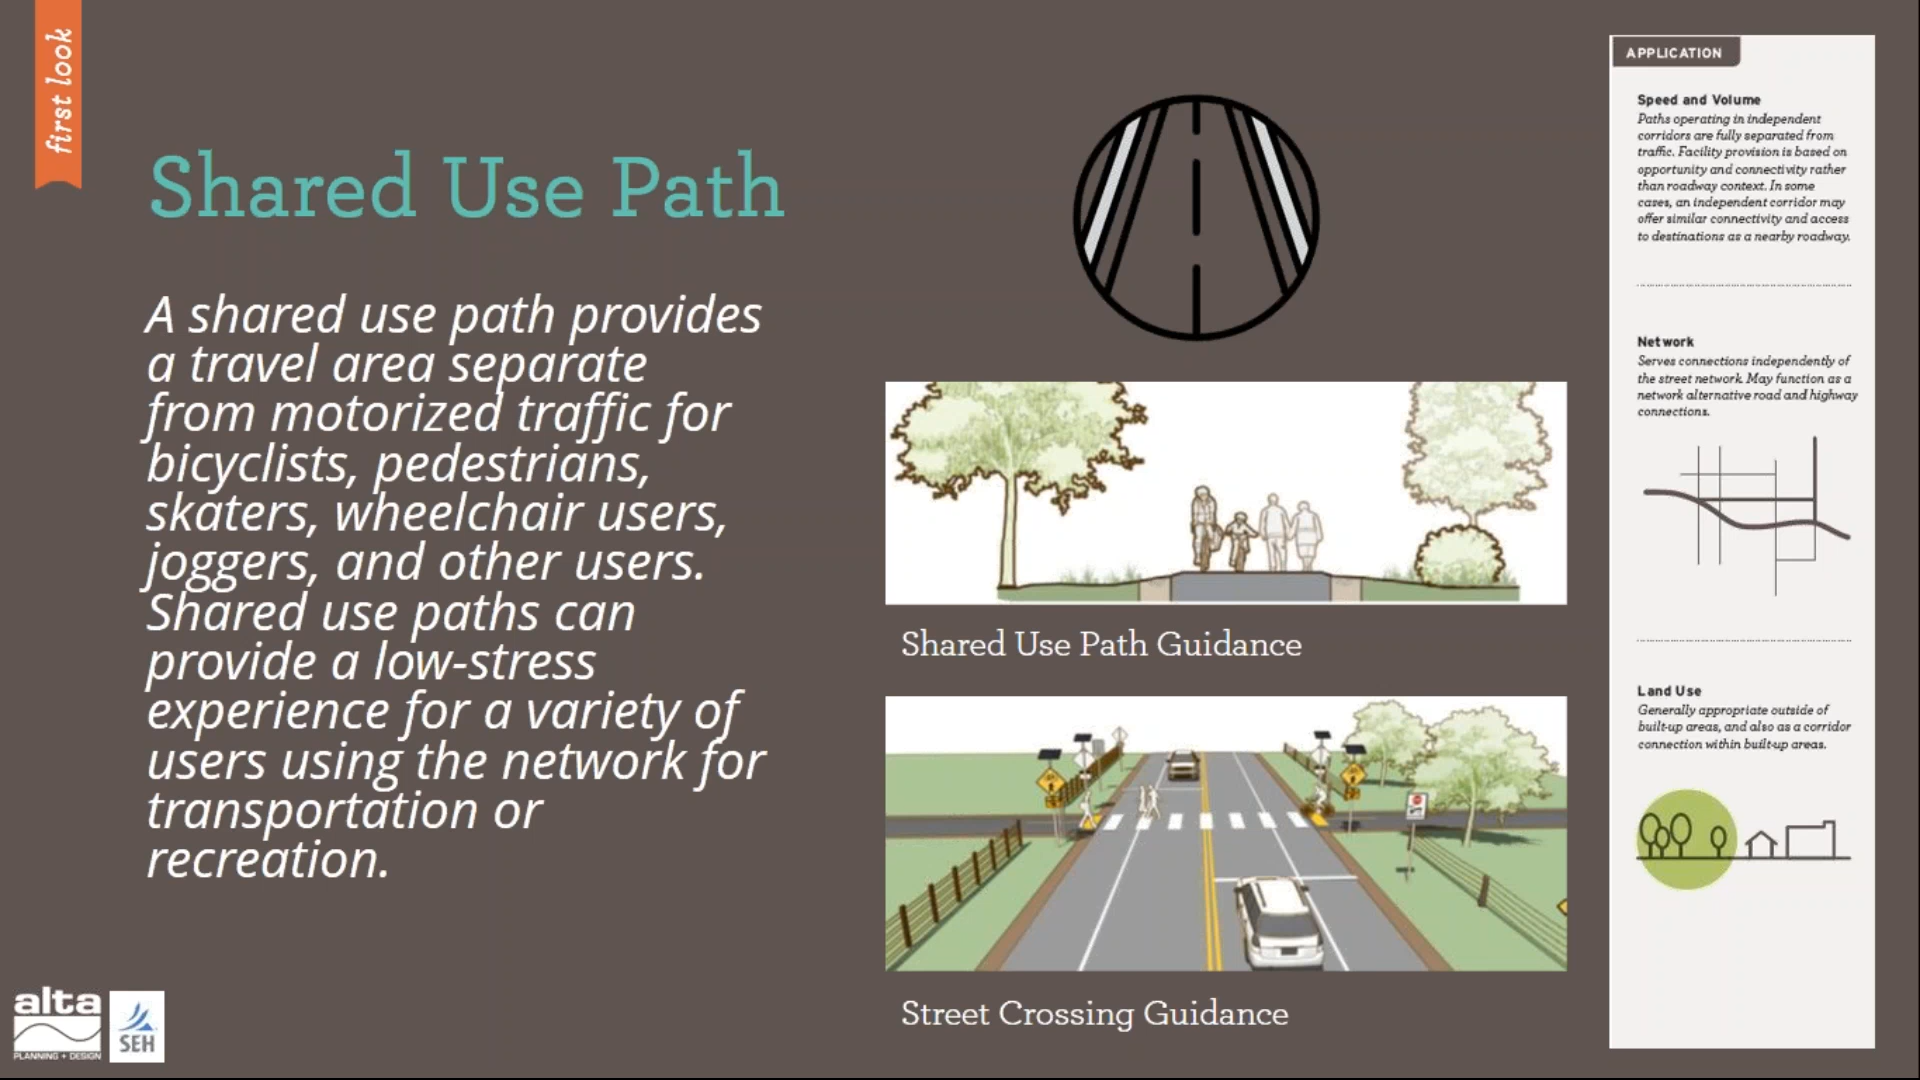 first look
Shared Use Path
A shared use path provides
a travel area separate
from motorized traffic for
bicyclists, pedestrians,
skaters, wheelchair users,
joggers, and other users.
Shared use paths can
provide a low-stress
experience for a variety of
users using the network for
transportation or
recreation.
Shared Use Path Guidance
Street Crossing Guidance
APPLICATION
Speed and Volume
Paths operating in independent
corridors are fully separated from
traffic. Facility provision is based on
opportunity and connectivity rather
than roadway context. In some
cases, an independent corridor may
offer similar connectivity and access
to destinations as a nearby roadway.
Network
Serves connections independently of
the street network. May function as a
network alternative road and highway
connections.
Land Use
Generally appropriate outside of
built-up areas, and also as a corridor
connection within built-up areas.
alta
PLANNING + DESIGN
SEH